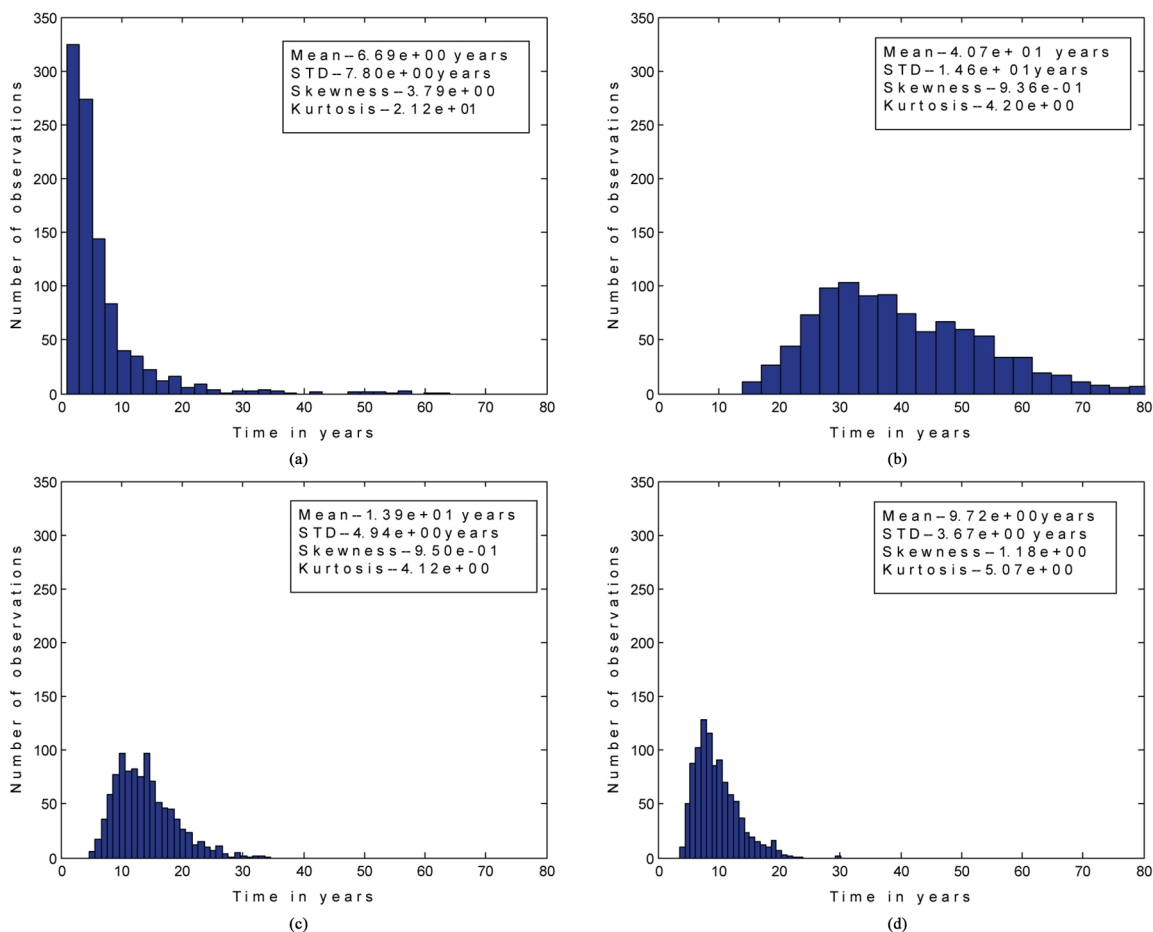 350
300
250
200
150
100
50
0
Number of observations
Mean--6.69e+00 years
STD--7.80e+00years
Skewness--3.79e+00
Kurtosis--2.12e+01
0 10 20 30 40 50 60 70 80
Time in years
(a)
350
300
250
200
150
100
50
0
Number of observations
Mean--4.07e+ 01 years
STD--1.46e+ 01years
Skewness--9.36e-01
Kurtosis--4.20e+00
0 10 20 30 40 50 60 70 80
Time in years
(b)
350
300
250
200
150
100
50
0
Number of observations
Mean--1.39e+01 years
STD--4.94e+00years
Skewness--9.50e-01
Kurtosis--4.12e+00
0 10 20 30 40 50 60 70 80
Time in years
(c)
350
300
250
200
150
100
50
0
Number of observations
Mean--9.72e+00years
STD--3.67e+00 years
Skewness--1.18e+00
Kurtosis--5.07e+00
0 10 20 30 40 50 60 70 80
Time in years
(d)